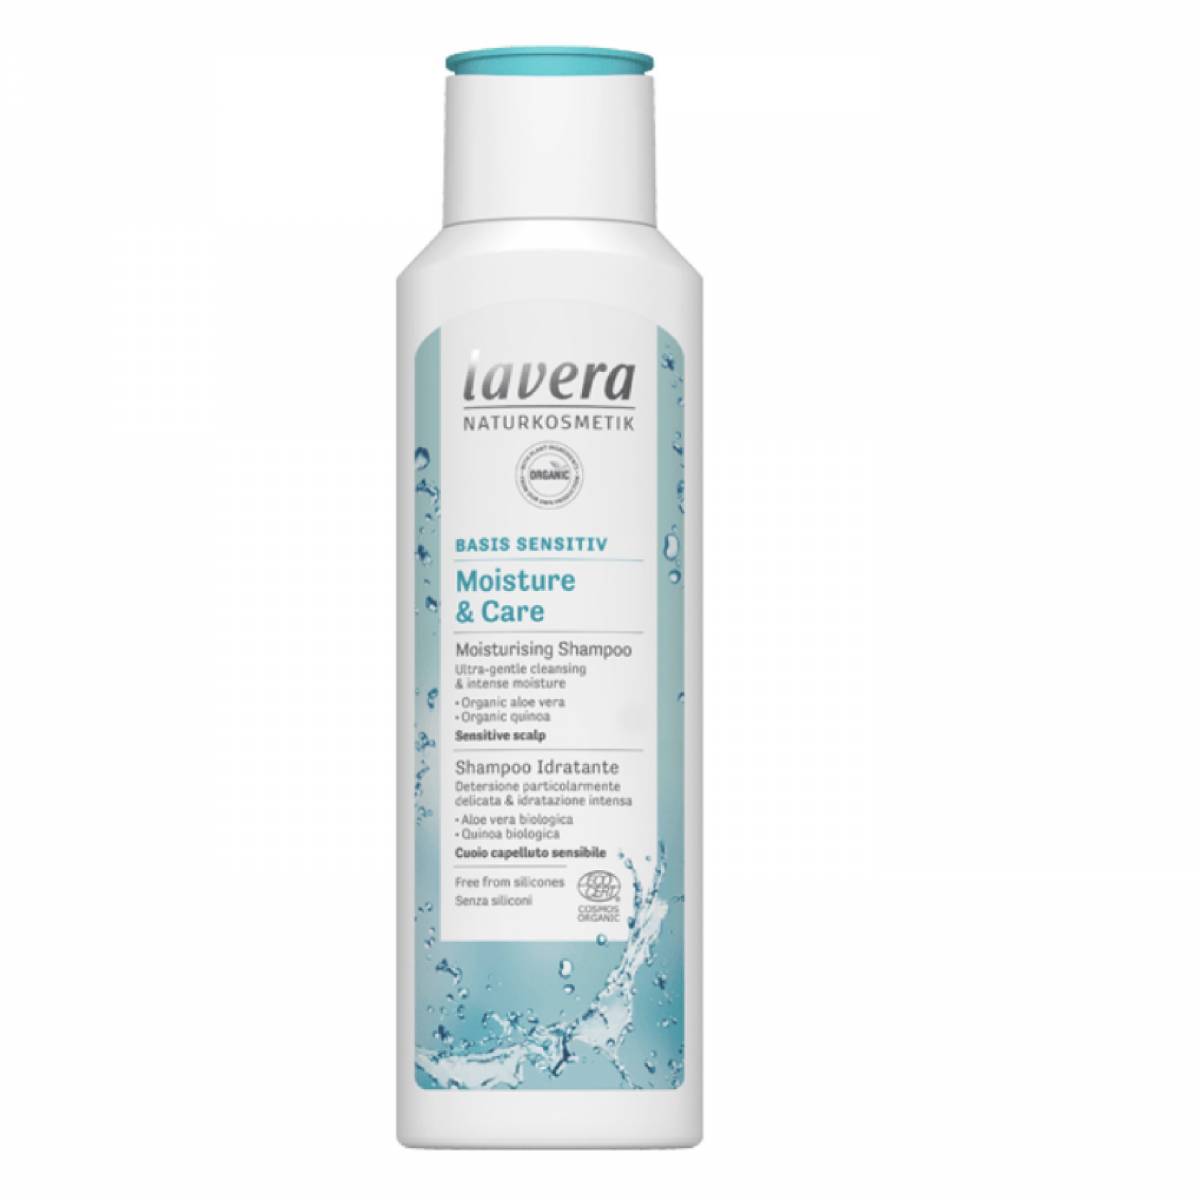 lavera
NATURKOSMETIK
ORGANIC
BASIS SENSITIV
Moisture
& Care
Moisturising Shampoo
Ultra-gentle cleansing
& intense moisture
• Organic aloe vera
• Organic quinoa
Sensitive scalp
Shampoo Idratante
Detersione particolarmente
delicata & idratazione intensa
• Aloe vera biologica
• Quinoa biologica
Cuoio capelluto sensibile
Free from silicones
Senza siliconi
ECO
CERT®
COSMOS
ORGANIC